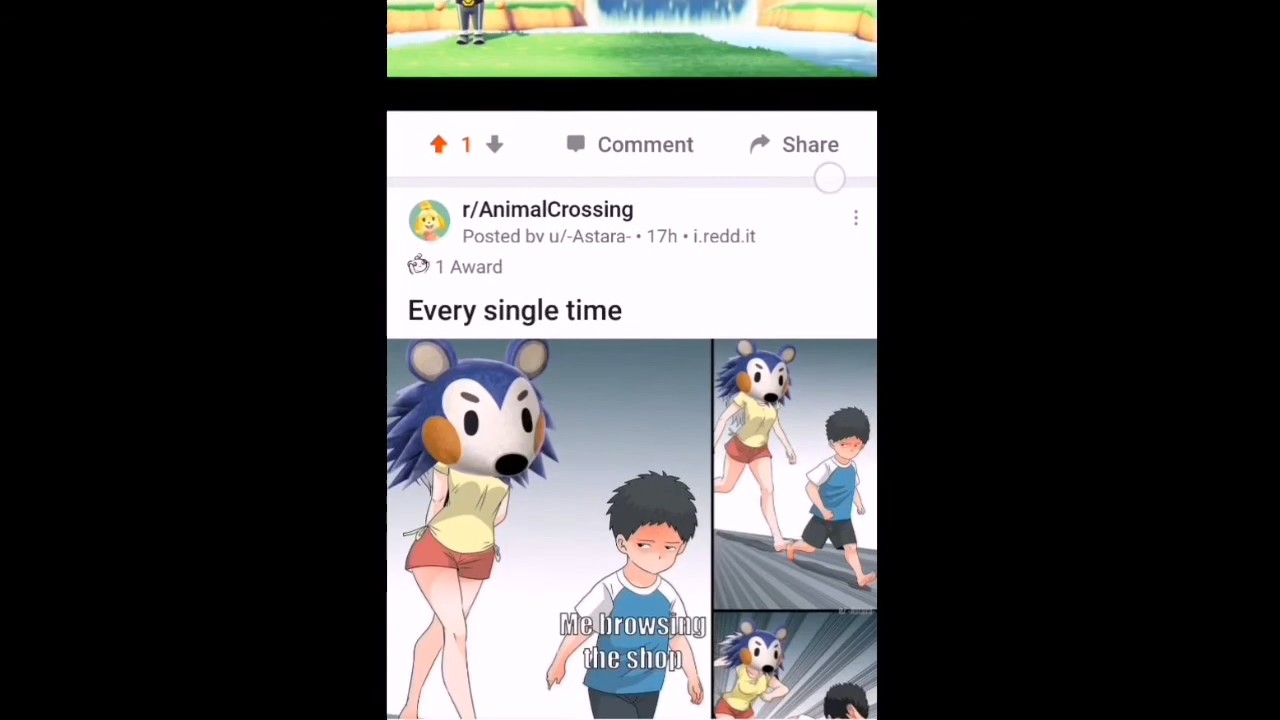 1 Comment Share
r/AnimalCrossing
Posted by u/-Astara- • 17h • i.redd.it
1 Award
Every single time
Me browsing
the shop